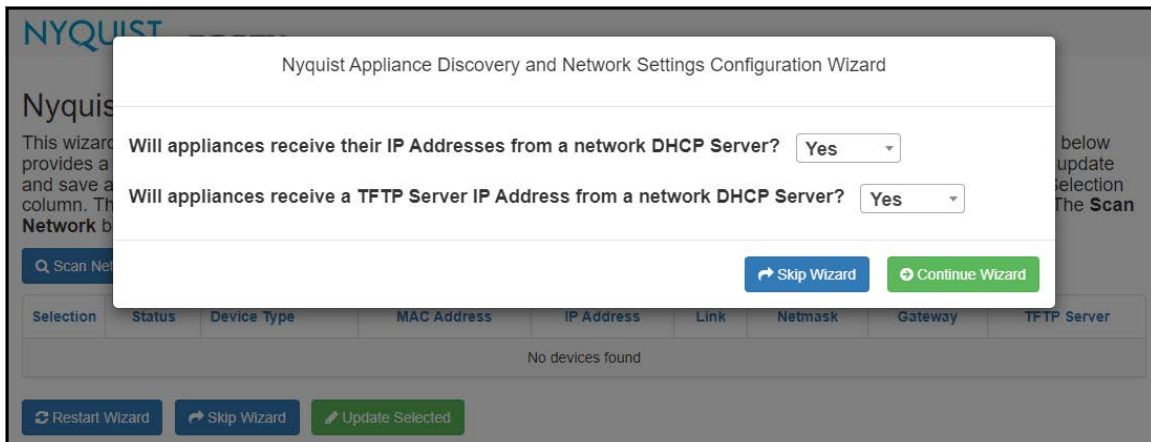 NYQUIST
Nyquist Appliance Discovery and Network Settings Configuration Wizard
Nyquis
Will appliances receive their IP Addresses from a network DHCP Server? Yes
Will appliances receive a TFTP Server IP Address from a network DHCP Server? Yes
This wizard below
provides a update
and save a selection
column. Th The Scan
Network b
Scan Net
Skip Wizard Continue Wizard
Selection Status Device Type MAC Address IP Address Link Netmask Gateway TFTP Server
No devices found
Restart Wizard Skip Wizard Update Selected